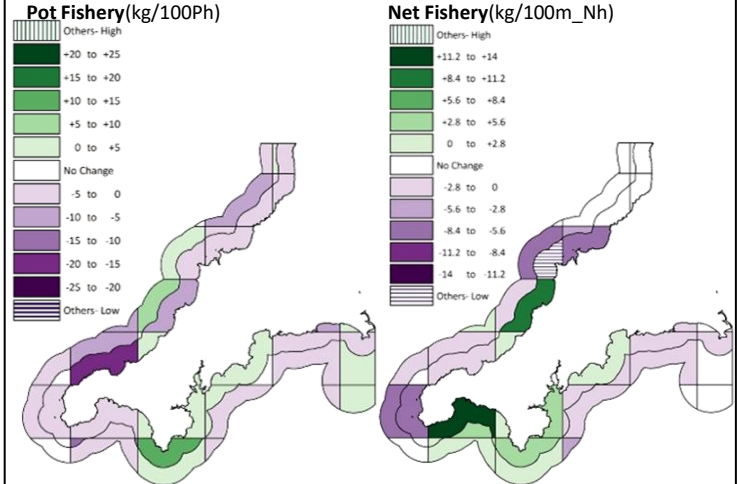 Pot Fishery(kg/100Ph)
Others- High
+20 to +25
+15 to +20
+10 to +15
+5 to +10
0 to +5
No Change
-5 to 0
-10 to -5
-15 to -10
-20 to -15
-25 to -20
Others- Low
Net Fishery(kg/100m_Nh)
Others- High
+11.2 to +14
+8.4 to +11.2
+5.6 to +8.4
+2.8 to +5.6
0 to +2.8
No Change
-2.8 to 0
-5.6 to -2.8
-8.4 to -5.6
-11.2 to -8.4
-14 to -11.2
Others- Low